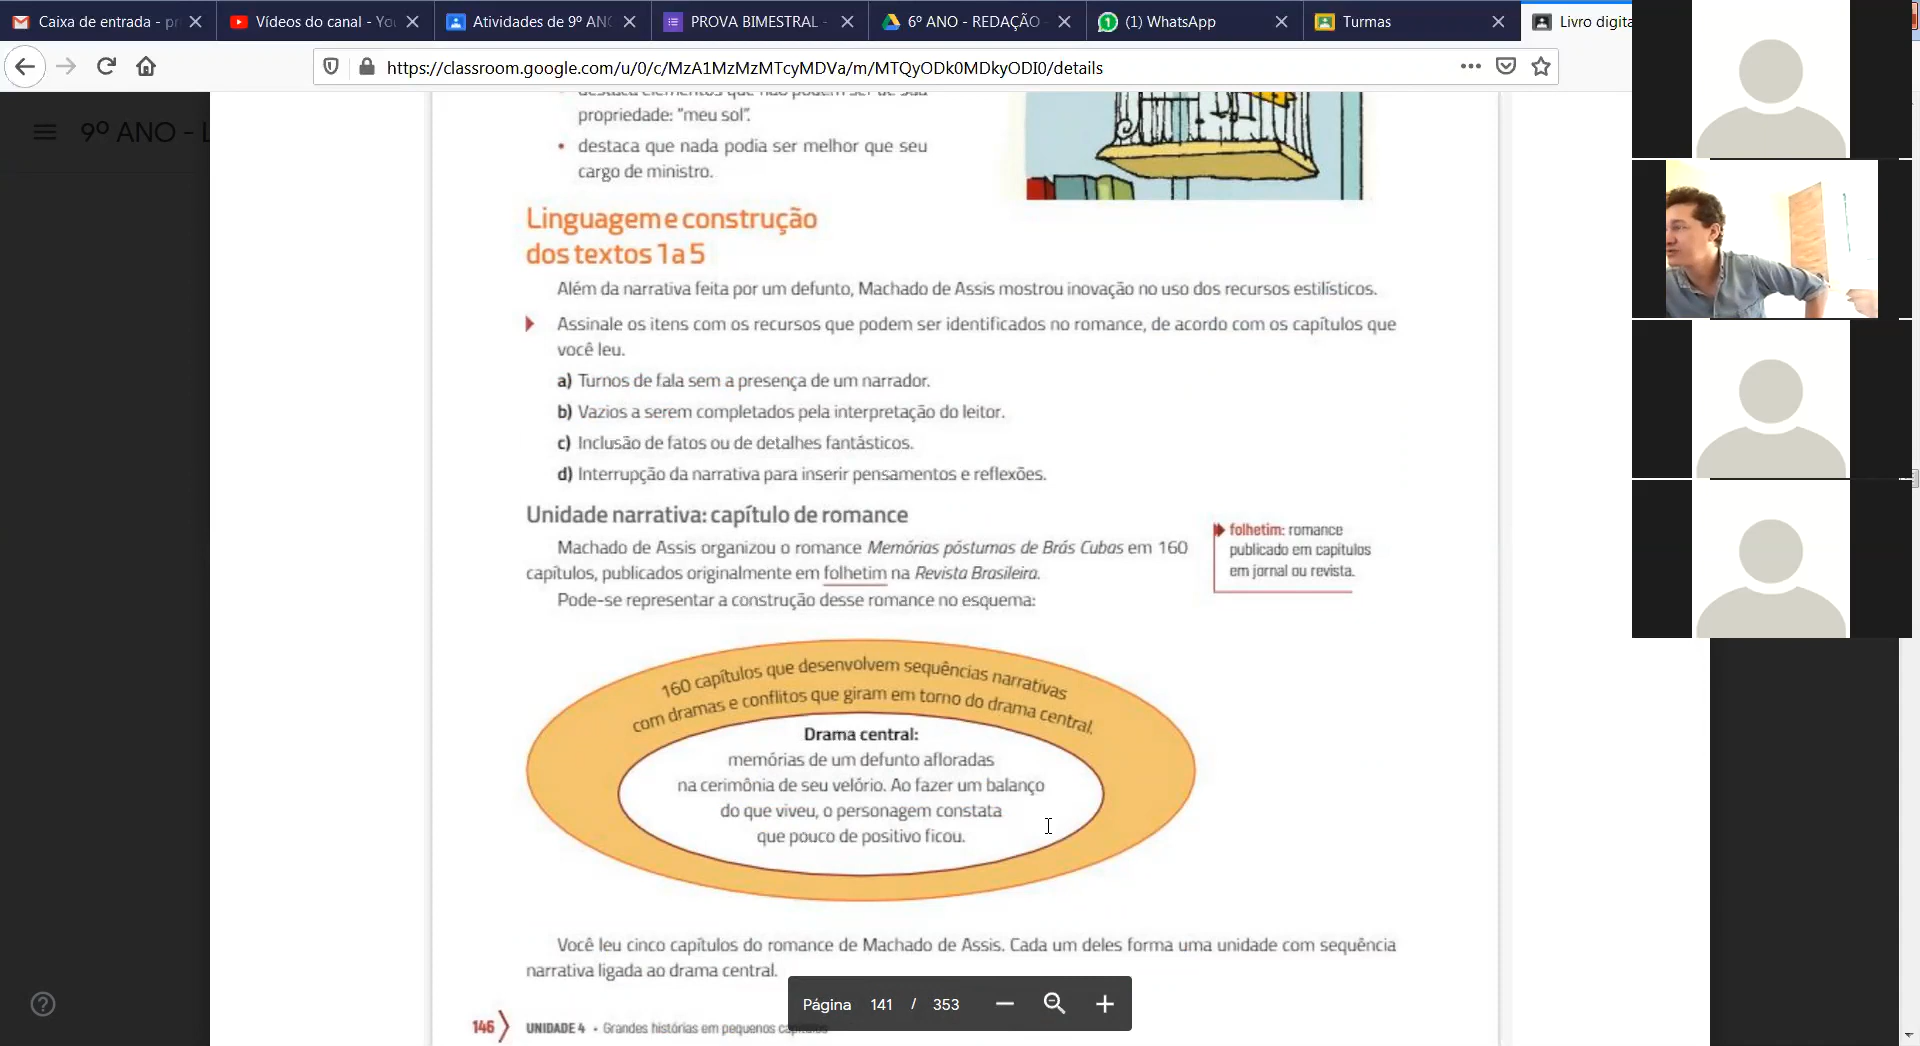 Caixa de entrada - pr
Vídeos do canal - You
Atividades de 9º ANO
PROVA BIMESTRAL -
6º ANO - REDAÇÃO -
(1) WhatsApp
Turmas
Livro digita
https://classroom.google.com/u/0/c/MzA1MzMzMTcyMDVa/m/MTQyODk0MDkyODI0/details
9º ANO - L
destaca elementos que não podem ser de sua
propriedade: "meu sol".
• destaca que nada podia ser melhor que seu
cargo de ministro.
Linguagem e construção
dos textos 1 a 5
Além da narrativa feita por um defunto, Machado de Assis mostrou inovação no uso dos recursos estilísticos.
Assinale os itens com os recursos que podem ser identificados no romance, de acordo com os capítulos que
você leu.
a) Turnos de fala sem a presença de um narrador.
b) Vazios a serem completados pela interpretação do leitor.
c) Inclusão de fatos ou de detalhes fantásticos.
d) Interrupção da narrativa para inserir pensamentos e reflexões.
Unidade narrativa: capítulo de romance
Machado de Assis organizou o romance Memórias póstumas de Brás Cubas em 160
capítulos, publicados originalmente em folhetim na Revista Brasileira.
Pode-se representar a construção desse romance no esquema:
folhetim: romance
publicado em capítulos
em jornal ou revista.
160 capítulos que desenvolvem sequências narrativas
com dramas e conflitos que giram em torno do drama central.
Drama central:
memórias de um defunto afloradas
na cerimônia de seu velório. Ao fazer um balanço
do que viveu, o personagem constata
que pouco de positivo ficou.
Você leu cinco capítulos do romance de Machado de Assis. Cada um deles forma uma unidade com sequência
narrativa ligada ao drama central.
Página 141 / 353
146 UNIDADE 4 • Grandes histórias em pequenos capítulos